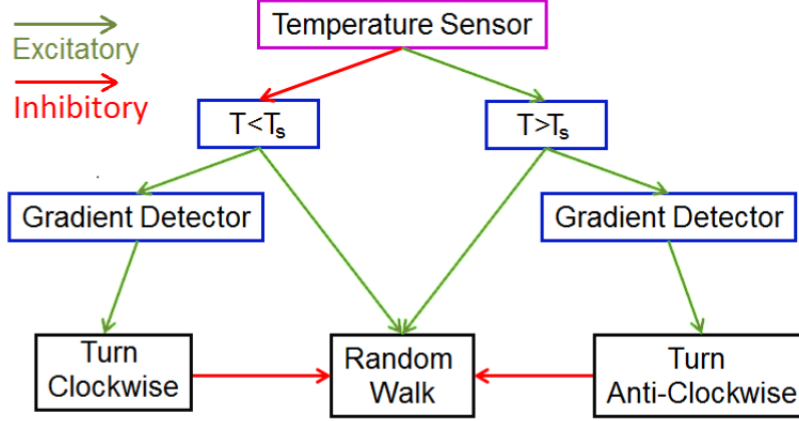 Temperature Sensor
Excitatory
Inhibitory
T<Ts
T>Ts
Gradient Detector
Gradient Detector
Turn
Clockwise
Random
Walk
Turn
Anti-Clockwise